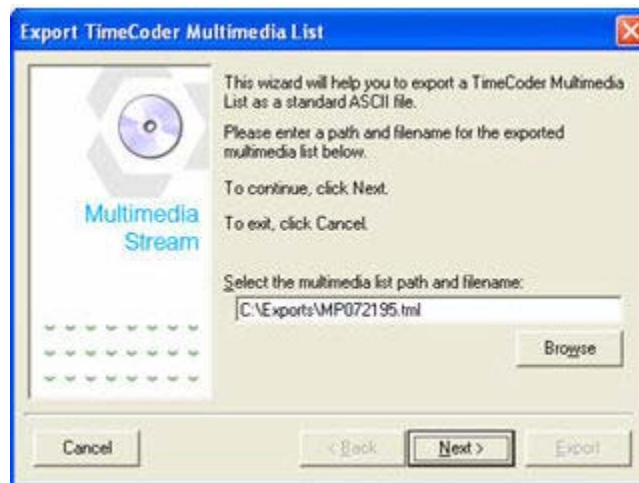 Export TimeCoder Multimedia List
This wizard will help you to export a TimeCoder Multimedia
List as a standard ASCII file.
Please enter a path and filename for the exported
multimedia list below.
To continue, click Next.
To exit, click Cancel.
Multimedia
Stream
Select the multimedia list path and filename:
C:\Exports\MP072195.tml
Browse
Cancel
< Back
Next >
Export